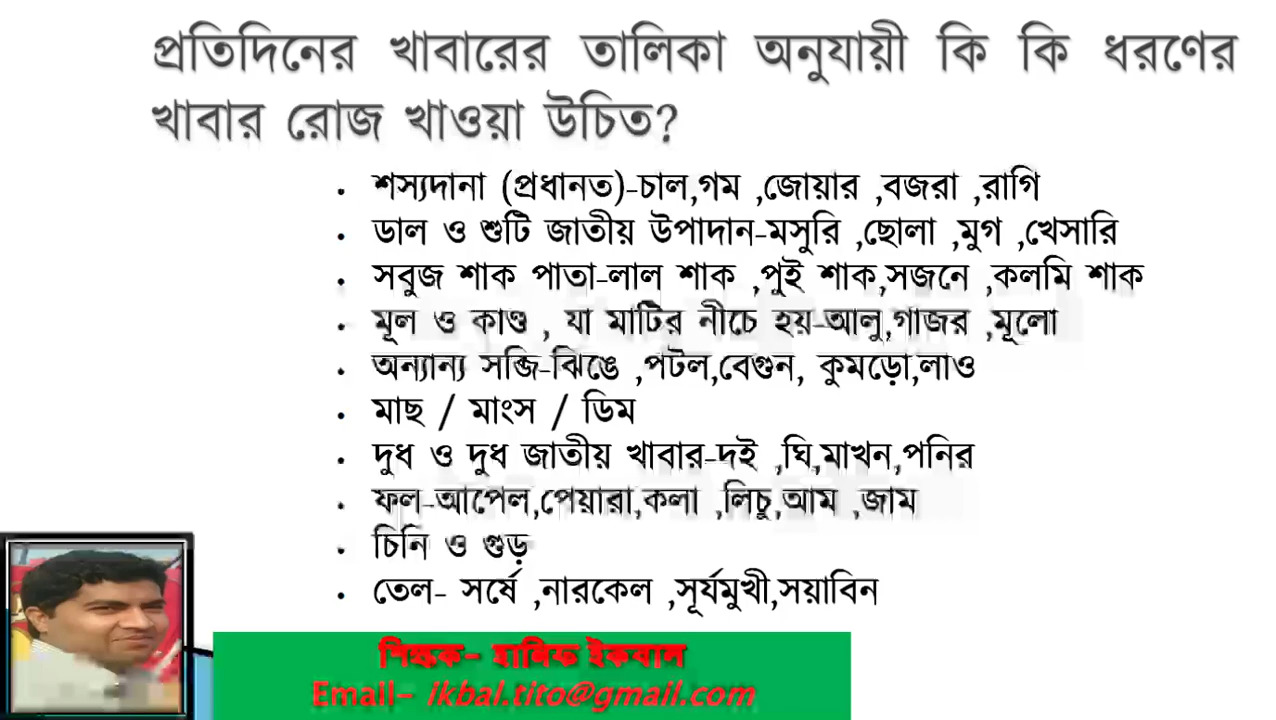 প্রতিদিনের খাবারের তালিকা অনুযায়ী কি কি ধরণের
খাবার রোজ খাওয়া উচিত?
• শস্যদানা (প্রধানত)-চাল,গম ,জোয়ার ,বজরা ,রাগি
• ডাল ও শুটি জাতীয় উপাদান-মসুরি ,ছোলা ,মুগ ,খেসারি
• সবুজ শাক পাতা-লাল শাক ,পুই শাক,সজনে ,কলমি শাক
• মূল ও কাণ্ড , যা মাটির নীচে হয়-আলু,গাজর ,মূলো
• অন্যান্য সব্জি-ঝিঙে ,পটল,বেগুন, কুমড়ো,লাও
• মাছ / মাংস / ডিম
• দুধ ও দুধ জাতীয় খাবার-দই ,ঘি,মাখন,পনির
• ফল-আপেল,পেয়ারা,কলা ,লিচু,আম ,জাম
• চিনি ও গুড়
• তেল- সর্ষে ,নারকেল ,সূর্যমুখী,সয়াবিন
শিক্ষক- হানিফ ইকবাল
Email- ikbal.tito@gmail.com